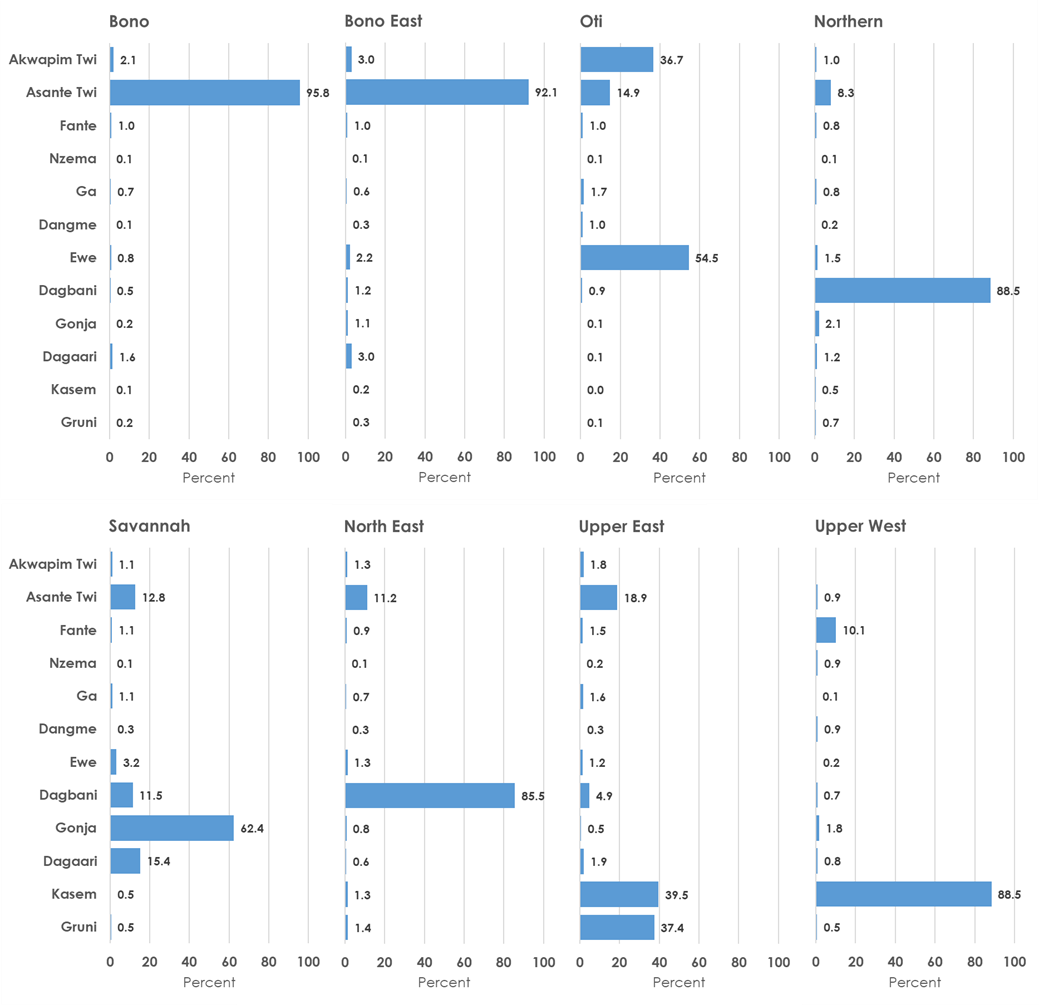 Bono Bono East Oti Northern
Akwapim Twi 2.1 3.0 36.7 1.0
Asante Twi 95.8 92.1 14.9 8.3
Fante 1.0 1.0 1.0 0.8
Nzema 0.1 0.1 0.1 0.1
Ga 0.7 0.6 1.7 0.8
Dangme 0.1 0.3 1.0 0.2
Ewe 0.8 2.2 54.5 1.5
Dagbani 0.5 1.2 0.9 88.5
Gonja 0.2 1.1 0.1 2.1
Dagaari 1.6 3.0 0.1 1.2
Kasem 0.1 0.2 0.0 0.5
Gruni 0.2 0.3 0.1 0.7
0 20 40 60 80 100 0 20 40 60 80 100 0 20 40 60 80 100 0 20 40 60 80 100
Percent Percent Percent Percent
Savannah North East Upper East Upper West
Akwapim Twi 1.1 1.3 1.8
Asante Twi 12.8 11.2 18.9 0.9
Fante 1.1 0.9 1.5 10.1
Nzema 0.1 0.1 0.2 0.9
Ga 1.1 0.7 1.6 0.1
Dangme 0.3 0.3 0.3 0.9
Ewe 3.2 1.3 1.2 0.2
Dagbani 11.5 85.5 4.9 0.7
Gonja 62.4 0.8 0.5 1.8
Dagaari 15.4 0.6 1.9 0.8
Kasem 0.5 1.3 39.5 88.5
Gruni 0.5 1.4 37.4 0.5
0 20 40 60 80 100 0 20 40 60 80 100 0 20 40 60 80 100 0 20 40 60 80 100
Percent Percent Percent Percent